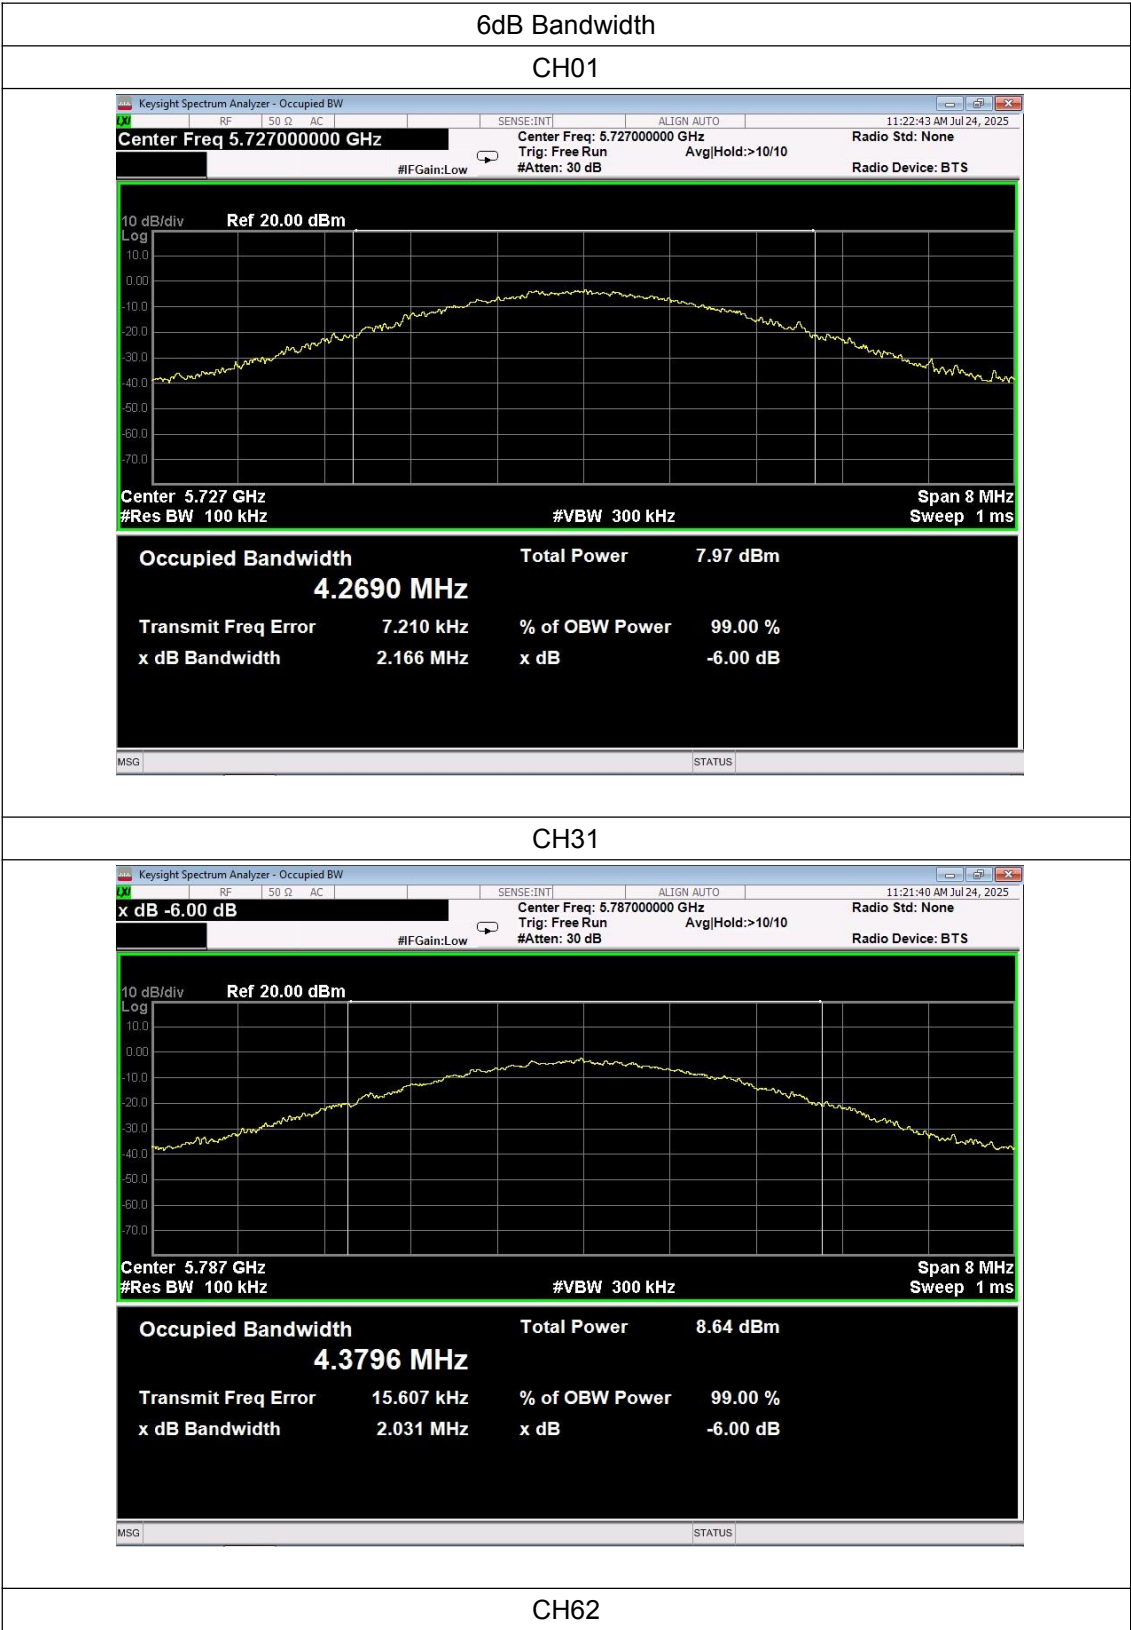 6dB Bandwidth
CH01
Keysight Spectrum Analyzer - Occupied BW
LXI RF 50 Ω AC SENSE:INT ALIGN AUTO 11:22:43 AM Jul 24, 2025
Center Freq 5.727000000 GHz Center Freq: 5.727000000 GHz Radio Std: None
Trig: Free Run Avg|Hold:>10/10
#IFGain:Low #Atten: 30 dB Radio Device: BTS
10 dB/div Ref 20.00 dBm
Log
10.0
0.00
-10.0
-20.0
-30.0
-40.0
-50.0
-60.0
-70.0
Center 5.727 GHz Span 8 MHz
#Res BW 100 kHz #VBW 300 kHz Sweep 1 ms
Occupied Bandwidth Total Power 7.97 dBm
4.2690 MHz
Transmit Freq Error 7.210 kHz % of OBW Power 99.00 %
x dB Bandwidth 2.166 MHz x dB -6.00 dB
MSG STATUS
CH31
Keysight Spectrum Analyzer - Occupied BW
LXI RF 50 Ω AC SENSE:INT ALIGN AUTO 11:21:40 AM Jul 24, 2025
x dB -6.00 dB Center Freq: 5.787000000 GHz Radio Std: None
Trig: Free Run Avg|Hold:>10/10
#IFGain:Low #Atten: 30 dB Radio Device: BTS
10 dB/div Ref 20.00 dBm
Log
10.0
0.00
-10.0
-20.0
-30.0
-40.0
-50.0
-60.0
-70.0
Center 5.787 GHz Span 8 MHz
#Res BW 100 kHz #VBW 300 kHz Sweep 1 ms
Occupied Bandwidth Total Power 8.64 dBm
4.3796 MHz
Transmit Freq Error 15.607 kHz % of OBW Power 99.00 %
x dB Bandwidth 2.031 MHz x dB -6.00 dB
MSG STATUS
CH62